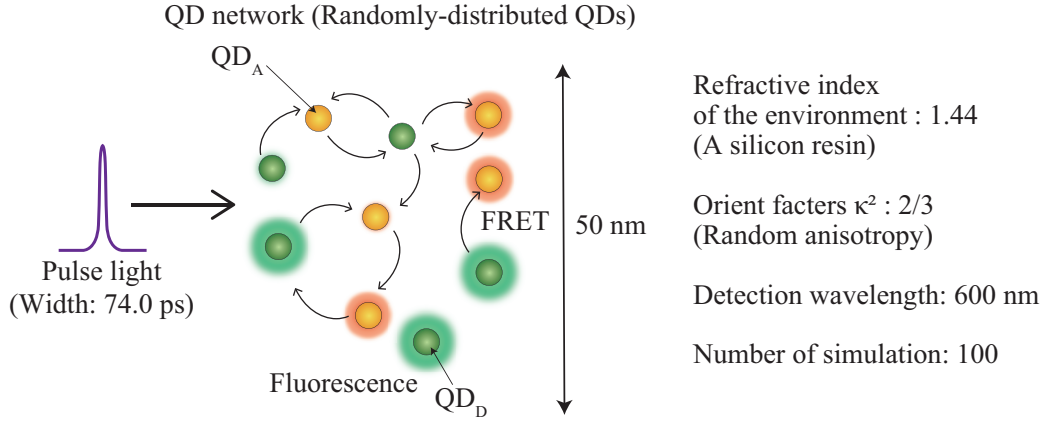 QD network (Randomly-distributed QDs)
QD_A
Pulse light
(Width: 74.0 ps)
FRET
50 nm
Fluorescence
QD_D
Refractive index
of the environment : 1.44
(A silicon resin)
Orient facters κ² : 2/3
(Random anisotropy)
Detection wavelength: 600 nm
Number of simulation: 100